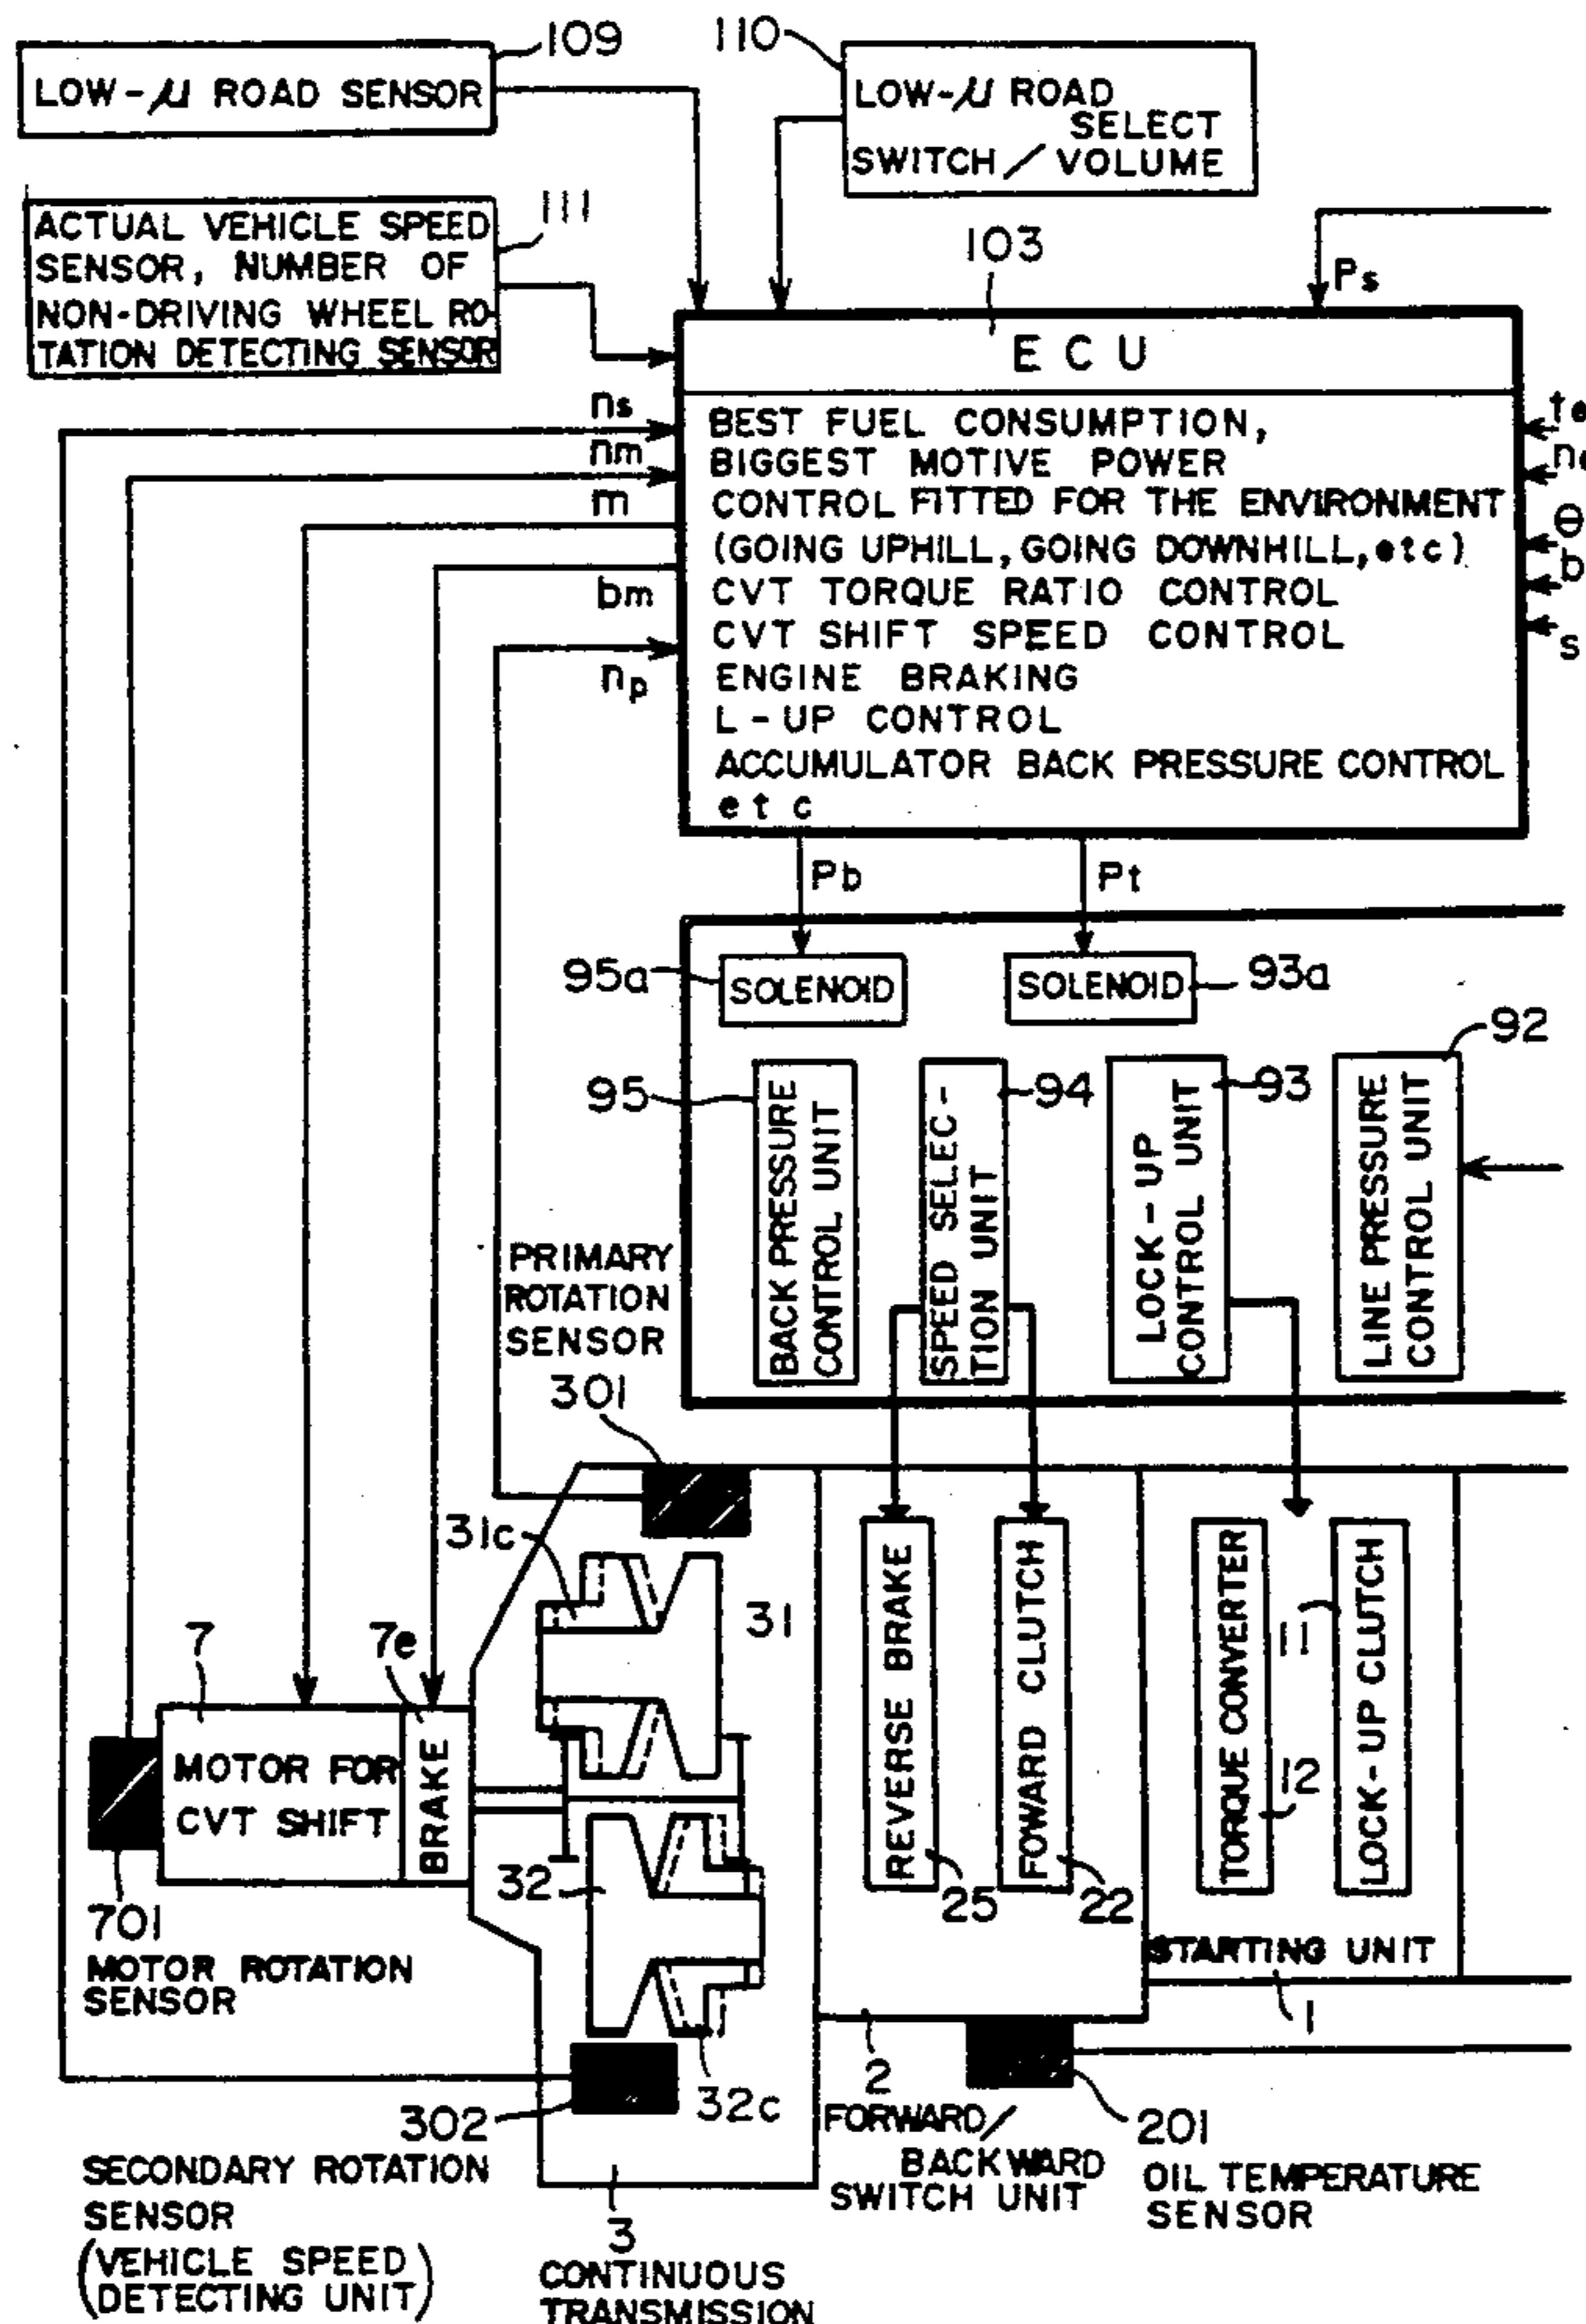 109
LOW-μ ROAD SENSOR
110
LOW-μ ROAD
SELECT
SWITCH / VOLUME
111
ACTUAL VEHICLE SPEED
SENSOR, NUMBER OF
NON-DRIVING WHEEL RO-
TATION DETECTING SENSOR
103
Ps
ECU
ns
nm
m
bm
np
BEST FUEL CONSUMPTION,
BIGGEST MOTIVE POWER
CONTROL FITTED FOR THE ENVIRONMENT
(GOING UPHILL, GOING DOWNHILL, etc)
CVT TORQUE RATIO CONTROL
CVT SHIFT SPEED CONTROL
ENGINE BRAKING
L-UP CONTROL
ACCUMULATOR BACK PRESSURE CONTROL
etc
te
θ
b
s
Pb
Pt
95a
SOLENOID
SOLENOID
93a
92
95
BACK PRESSURE
CONTROL UNIT
94
SPEED SELEC-
TION UNIT
93
LOCK-UP
CONTROL UNIT
LINE PRESSURE
CONTROL UNIT
PRIMARY
ROTATION
SENSOR
301
31c
31
7
7e
MOTOR FOR
CVT SHIFT
BRAKE
701
MOTOR ROTATION
SENSOR
32
32c
302
SECONDARY ROTATION
SENSOR
(VEHICLE SPEED
DETECTING UNIT)
3
CONTINUOUS
TRANSMISSION
REVERSE BRAKE
25
FOWARD CLUTCH
22
TORQUE CONVERTER
12
11
LOCK-UP CLUTCH
STARTING UNIT
1
2
FORWARD/
BACKWARD
SWITCH UNIT
201
OIL TEMPERATURE
SENSOR